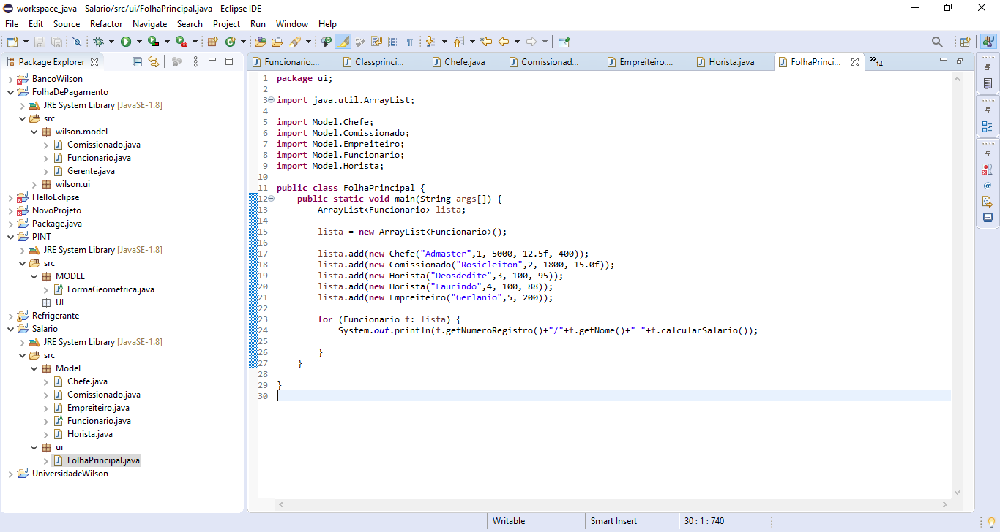 workspace_java - Salario/src/ui/FolhaPrincipal.java - Eclipse IDE
File Edit Source Refactor Navigate Search Project Run Window Help
Package Explorer
BancoWilson
FolhaDePagamento
JRE System Library [JavaSE-1.8]
src
wilson.model
Comissionado.java
Funcionario.java
Gerente.java
wilson.ui
HelloEclipse
NovoProjeto
Package.java
PINT
JRE System Library [JavaSE-1.8]
src
MODEL
FormaGeometrica.java
UI
Refrigerante
Salario
JRE System Library [JavaSE-1.8]
src
Model
Chefe.java
Comissionado.java
Empreiteiro.java
Funcionario.java
Horista.java
ui
FolhaPrincipal.java
UniversidadeWilson
Funcionario.... Classprinci... Chefe.java Comissionad... Empreiteiro.... Horista.java FolhaPrinci... »14
1 package ui;
2
3 import java.util.ArrayList;
4
5 import Model.Chefe;
6 import Model.Comissionado;
7 import Model.Empreiteiro;
8 import Model.Funcionario;
9 import Model.Horista;
10
11 public class FolhaPrincipal {
12 public static void main(String args[]) {
13 ArrayList<Funcionario> lista;
14
15 lista = new ArrayList<Funcionario>();
16
17 lista.add(new Chefe("Admaster",1, 5000, 12.5f, 400));
18 lista.add(new Comissionado("Rosicleiton",2, 1800, 15.0f));
19 lista.add(new Horista("Deosdedite",3, 100, 95));
20 lista.add(new Horista("Laurindo",4, 100, 88));
21 lista.add(new Empreiteiro("Gerlanio",5, 200));
22
23 for (Funcionario f: lista) {
24 System.out.println(f.getNumeroRegistro()+"/"+f.getNome()+" "+f.calcularSalario());
25
26 }
27 }
28
29 }
30
Writable Smart Insert 30 : 1 : 740